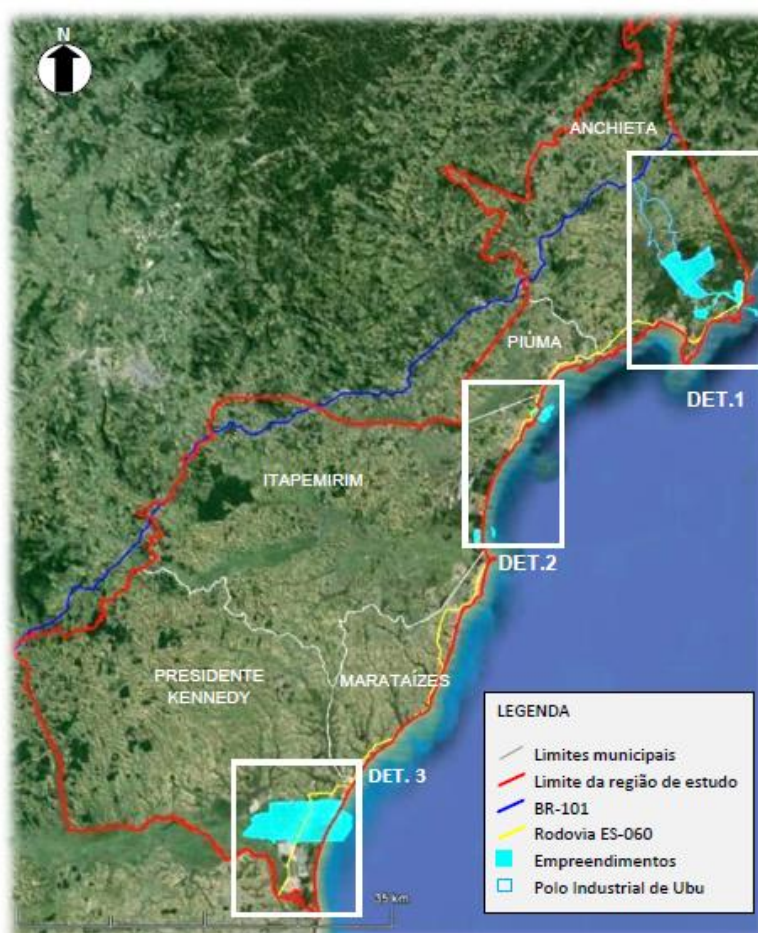 N
ANCHIETA
PIÚMA
DET.1
ITAPEMIRIM
DET.2
PRESIDENTE
KENNEDY
MARATAÍZES
DET. 3
LEGENDA
Limites municipais
Limite da região de estudo
BR-101
Rodovia ES-060
Empreendimentos
Polo Industrial de Ubu
35 km